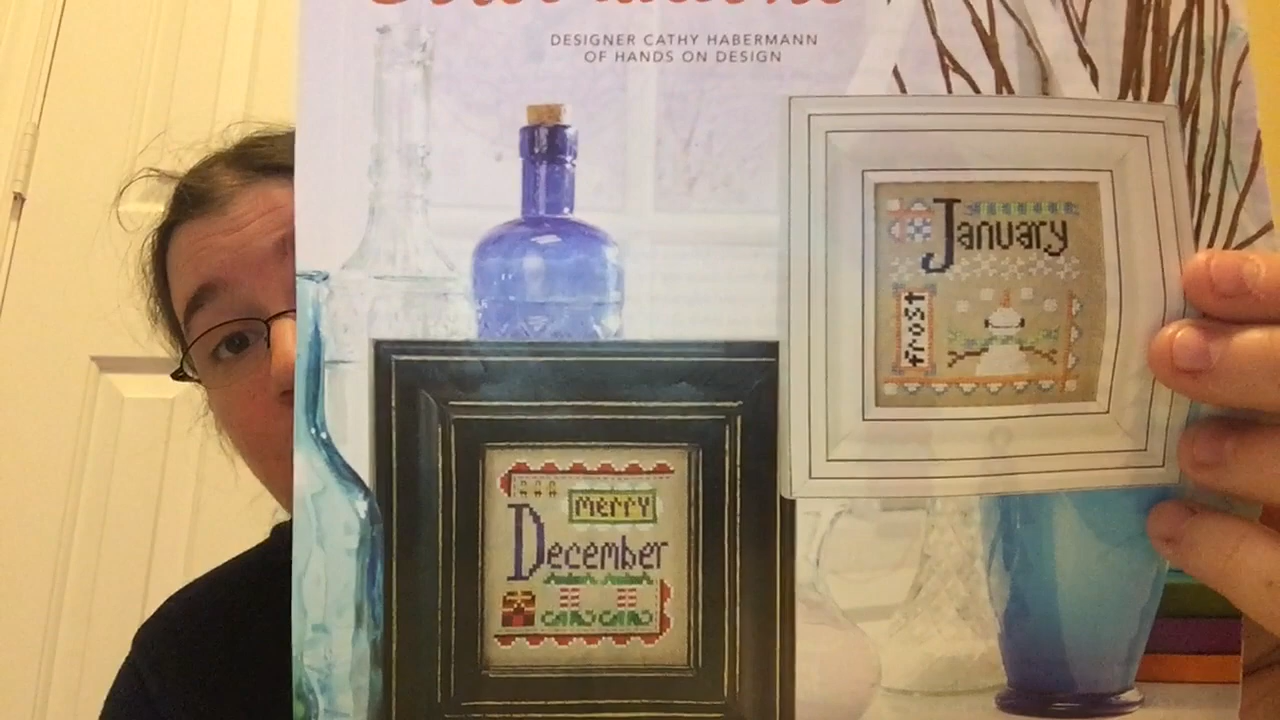 DESIGNER CATHY HABERMANN
OF HANDS ON DESIGN
January
frost
merry
December